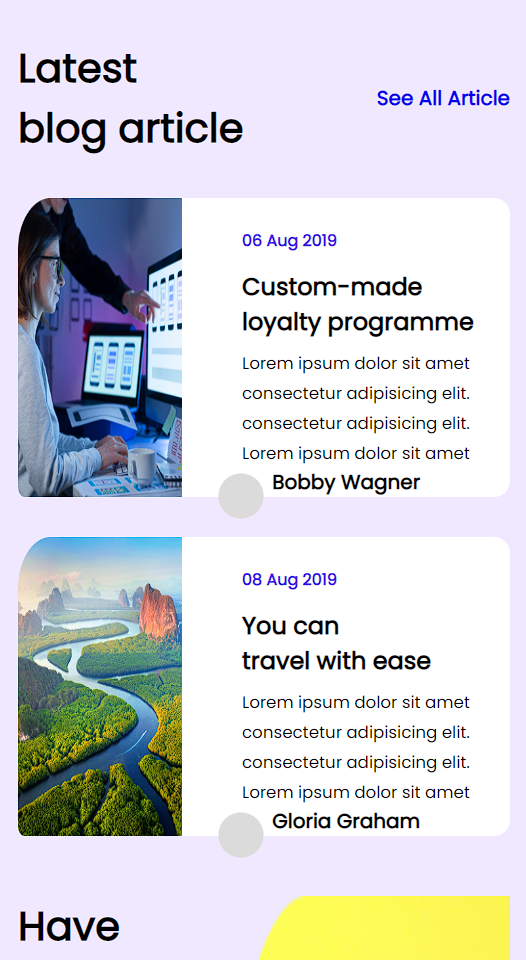 Latest
blog article
See All Article
06 Aug 2019
Custom-made
loyalty programme
Lorem ipsum dolor sit amet
consectetur adipisicing elit.
consectetur adipisicing elit.
Lorem ipsum dolor sit amet
Bobby Wagner
08 Aug 2019
You can
travel with ease
Lorem ipsum dolor sit amet
consectetur adipisicing elit.
consectetur adipisicing elit.
Lorem ipsum dolor sit amet
Gloria Graham
Have